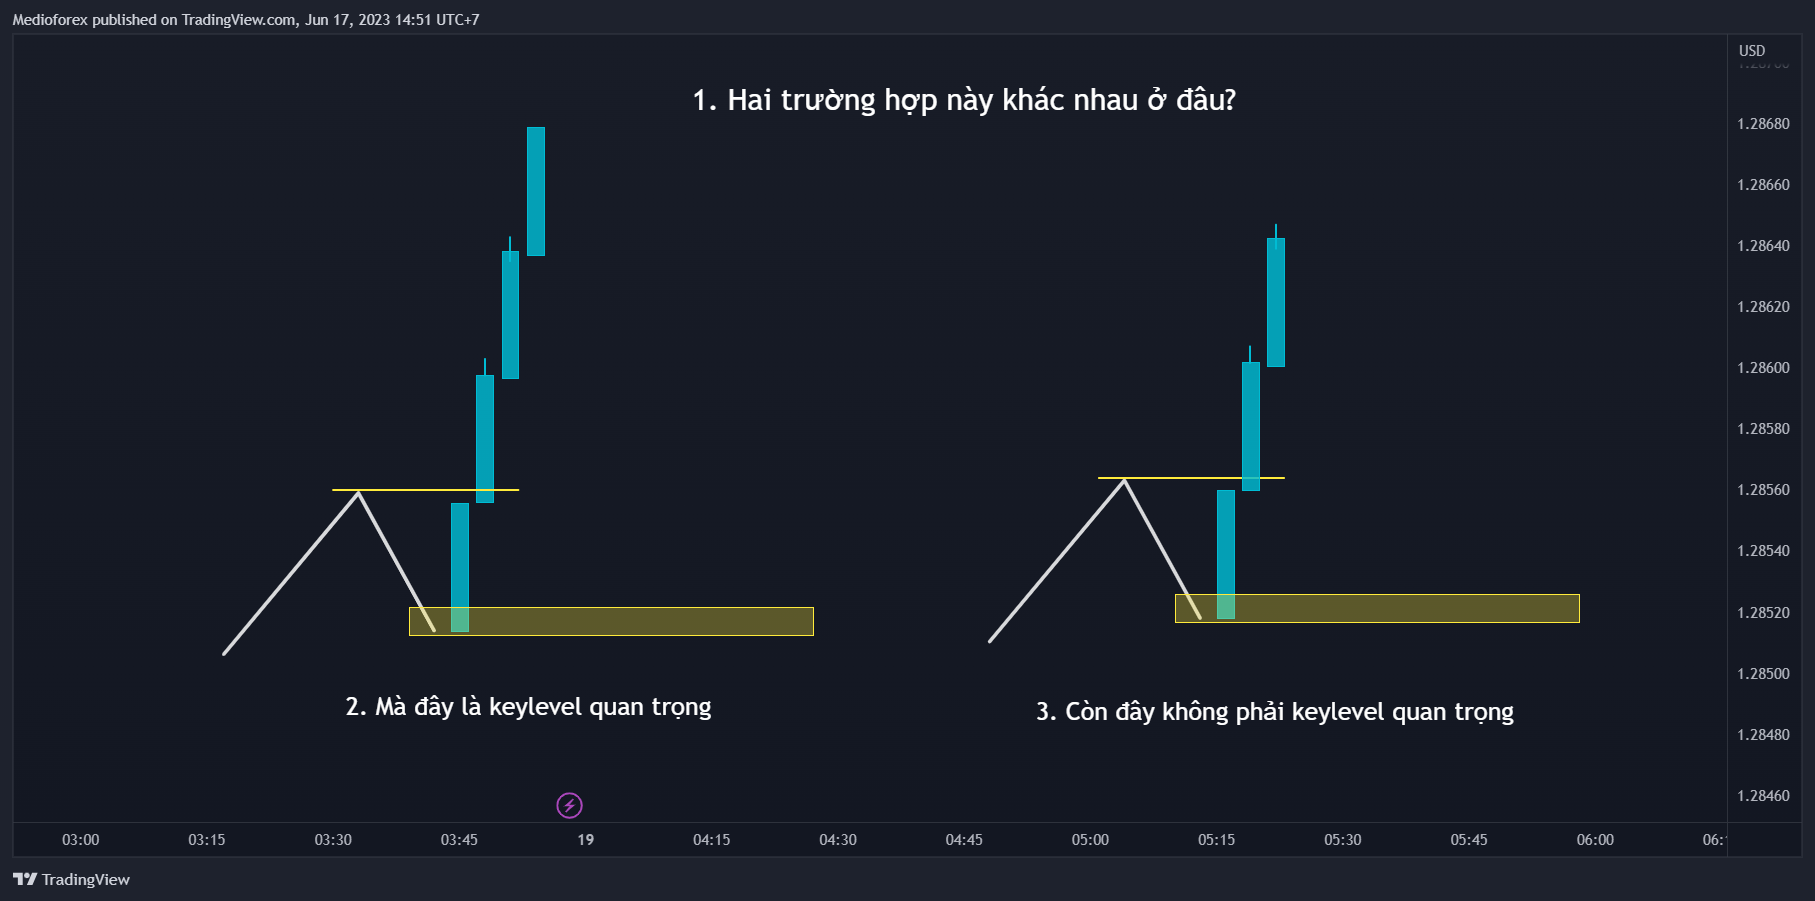 Medioforex published on TradingView.com, Jun 17, 2023 14:51 UTC+7
USD
1. Hai trường hợp này khác nhau ở đâu?
1.28680
1.28660
1.28640
1.28620
1.28600
1.28580
1.28560
1.28540
1.28520
1.28500
2. Mà đây là keylevel quan trọng
3. Còn đây không phải keylevel quan trọng
1.28480
1.28460
03:00 03:15 03:30 03:45 19 04:15 04:30 04:45 05:00 05:15 05:30 05:45 06:00
TradingView